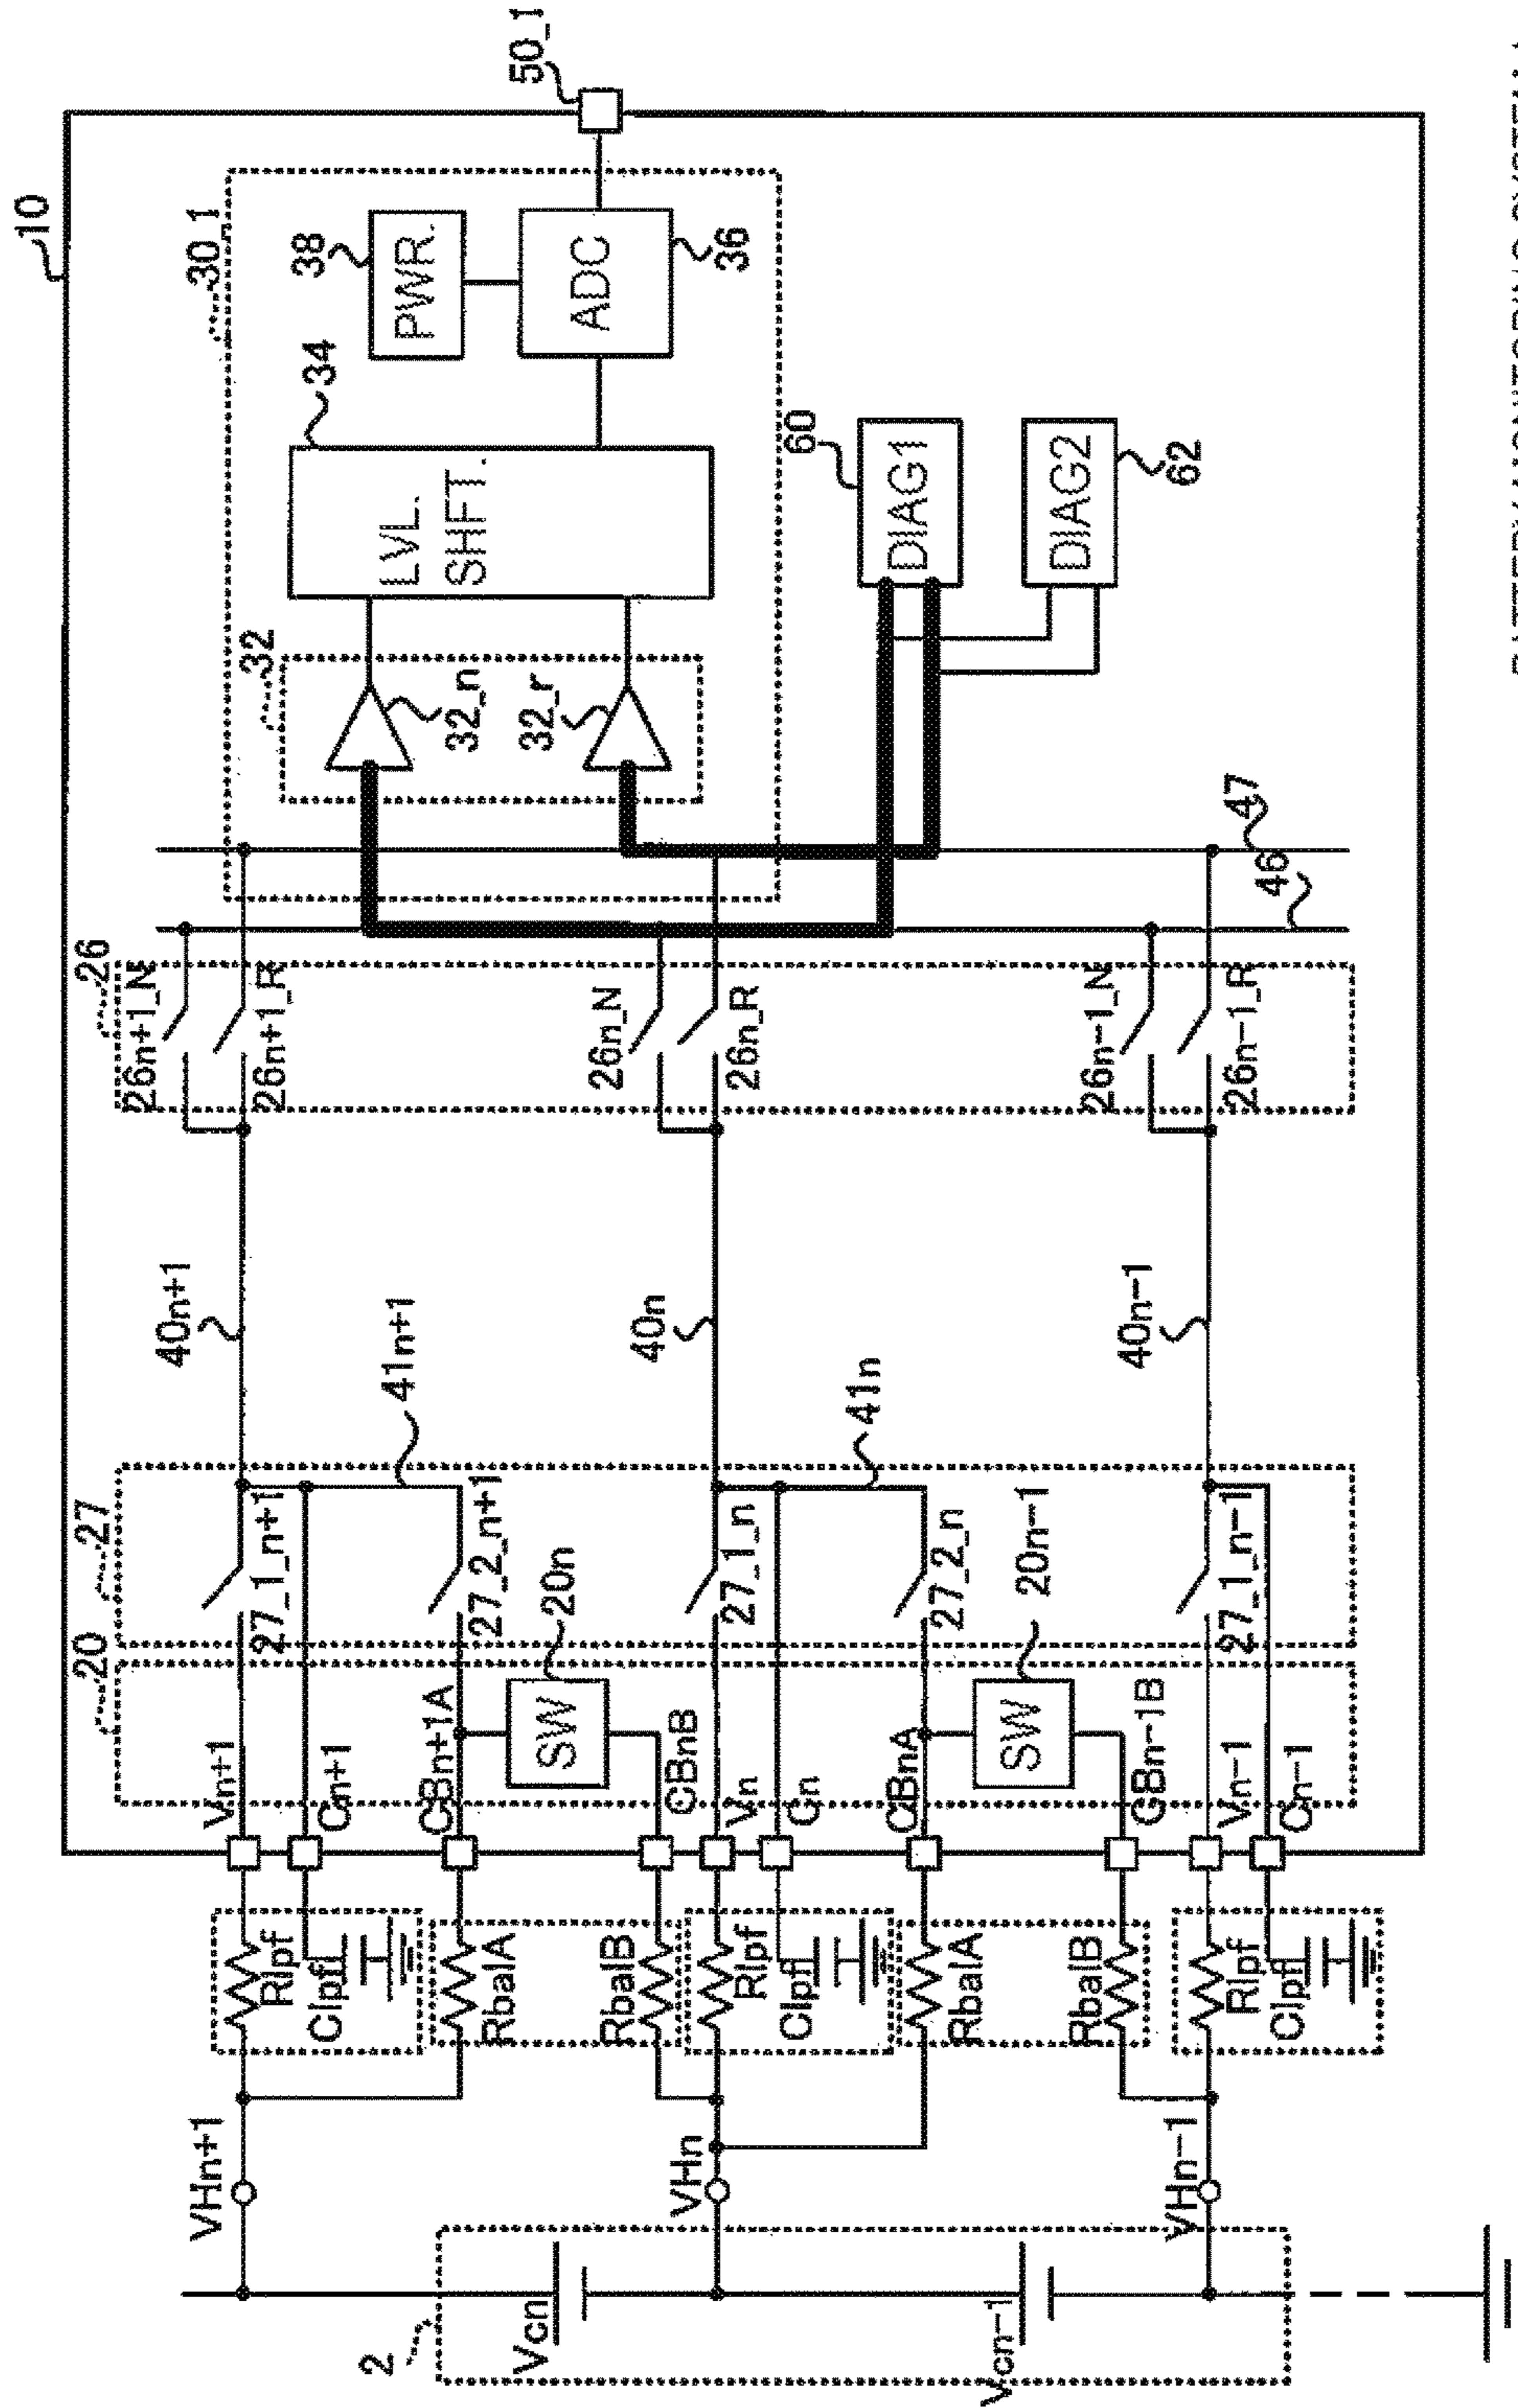 10
50_1
30_1
38
PWR.
ADC
36
34
LVL.
SHFT.
32
32_n
32_r
60
DIAG1
DIAG2
62
47
46
26
26n+1_N
26n+1_R
26n_N
26n_R
26n-1_N
26n-1_R
40n+1
41n+1
40n
41n
40n-1
20
27
27_1_n+1
27_2_n+1
20n
SW
27_1_n
27_2_n
20n-1
SW
27_1_n-1
Vn+1
Cn+1
CBn+1A
CBnB
Vn
Cn
CBnA
CBn-1B
Vn-1
Cn-1
Rlpf
Clpf
RbalA
RbalB
Rlpf
Clpf
RbalA
RbalB
Rlpf
Clpf
VHn+1
VHn
VHn-1
2
Vcn
Vcn-1